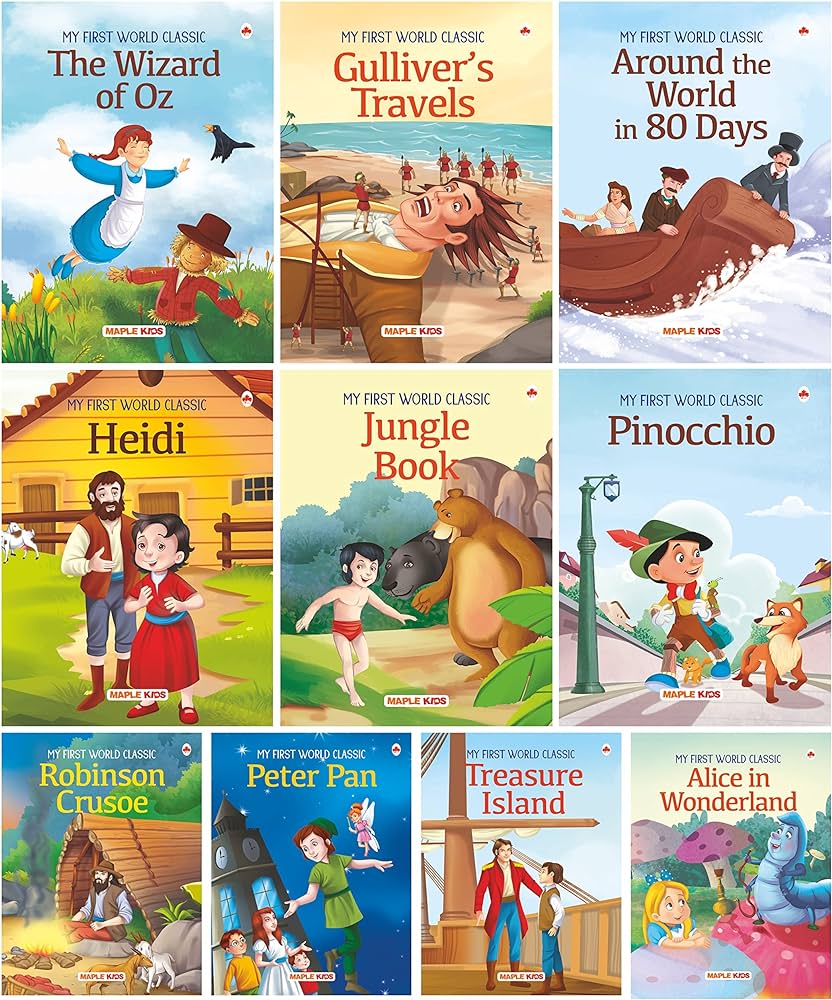 MY FIRST WORLD CLASSIC
The Wizard
of Oz
MAPLE KIDS
MY FIRST WORLD CLASSIC
Gulliver's
Travels
MAPLE KIDS
MY FIRST WORLD CLASSIC
Around the
World
in 80 Days
MAPLE KIDS
MY FIRST WORLD CLASSIC
Heidi
MAPLE KIDS
MY FIRST WORLD CLASSIC
Jungle
Book
MAPLE KIDS
MY FIRST WORLD CLASSIC
Pinocchio
MAPLE KIDS
MY FIRST WORLD CLASSIC
Robinson
Crusoe
MAPLE KIDS
MY FIRST WORLD CLASSIC
Peter Pan
MAPLE KIDS
MY FIRST WORLD CLASSIC
Treasure
Island
MAPLE KIDS
MY FIRST WORLD CLASSIC
Alice in
Wonderland
MAPLE KIDS